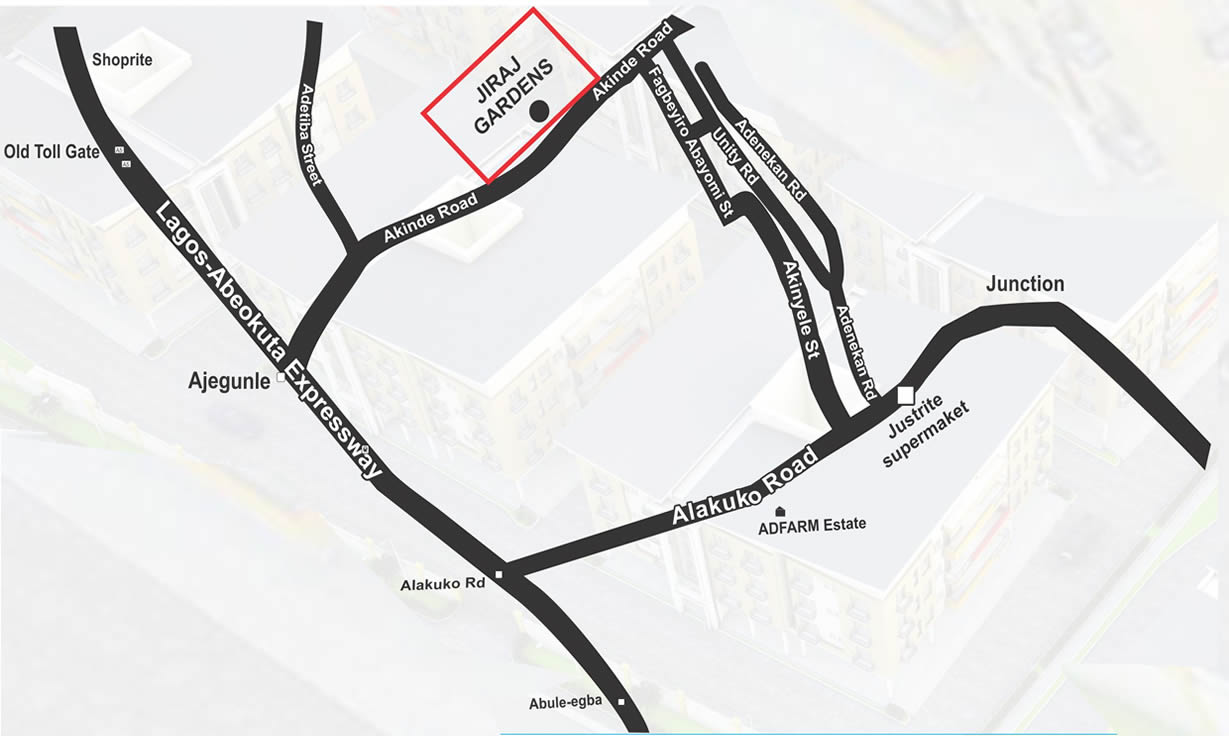 Shoprite
Old Toll Gate
Adetiba Street
JIRAJ
GARDENS
Akinde Road
Akinde Road
Fagbeyiro Abayomi St
Unity Rd
Adenekan Rd
Lagos-Abeokuta Expressway
Akinyele St
Adenekan Rd
Junction
Ajegunle
Justrite
supermaket
Alakuko Road
ADFARM Estate
Alakuko Rd
Abule-egba